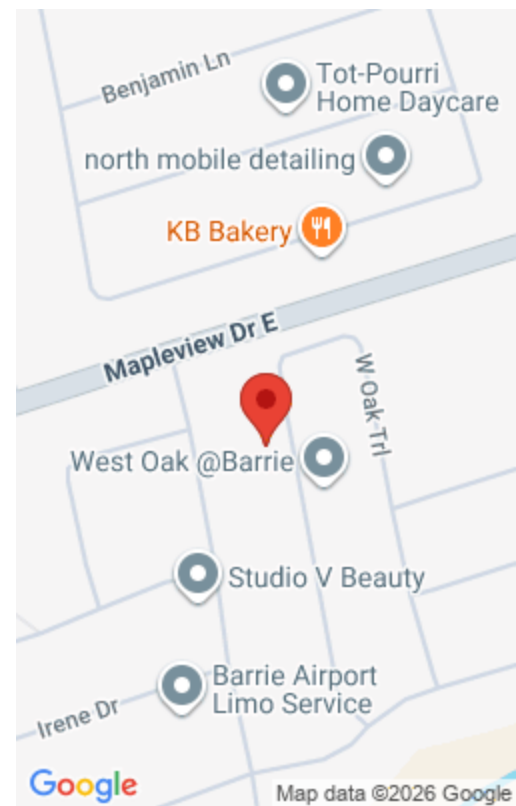 Benjamin Ln
Tot-Pourri
Home Daycare
north mobile detailing
KB Bakery
Mapleview Dr E
W Oak Trl
West Oak @Barrie
Studio V Beauty
Barrie Airport
Limo Service
Irene Dr
Google
Map data ©2026 Google